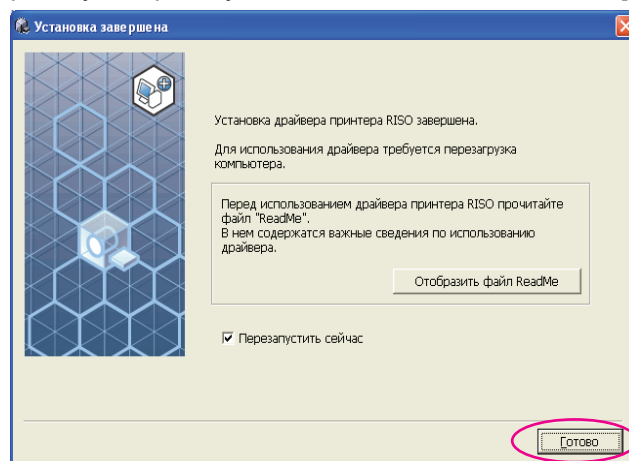 Установка завершена
Установка драйвера принтера RISO завершена.
Для использования драйвера требуется перезагрузка
компьютера.
Перед использованием драйвера принтера RISO прочитайте
файл "ReadMe".
В нем содержатся важные сведения по использованию
драйвера.
Отобразить файл ReadMe
Перезапустить сейчас
Готово